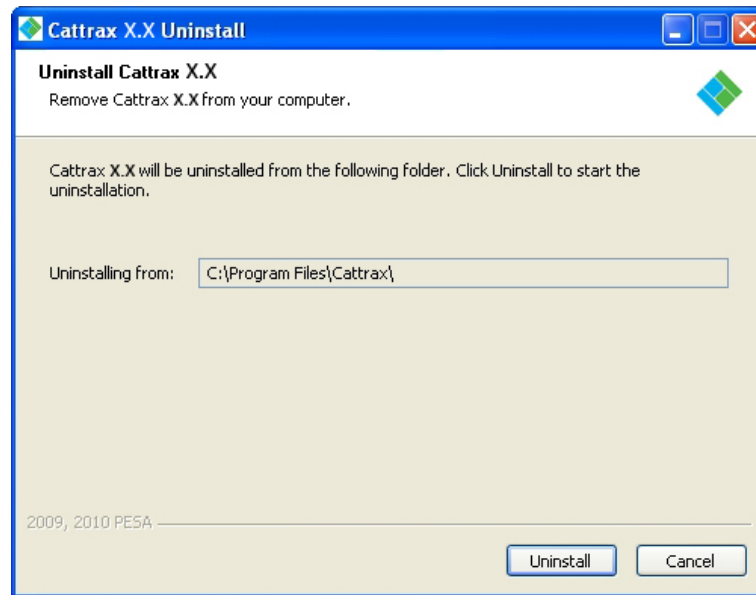 Cattrax X.X Uninstall
Uninstall Cattrax X.X
Remove Cattrax X.X from your computer.
Cattrax X.X will be uninstalled from the following folder. Click Uninstall to start the
uninstallation.
Uninstalling from: C:\Program Files\Cattrax\
2009, 2010 PESA
Uninstall Cancel